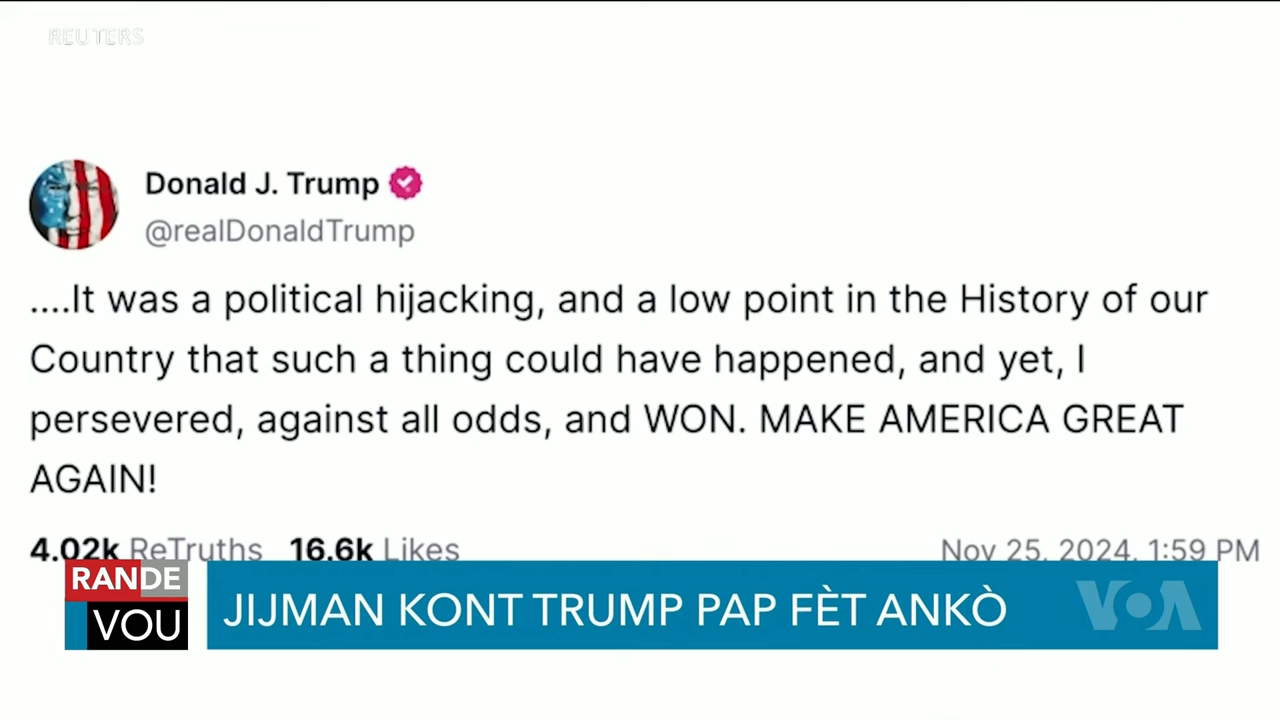 REUTERS
Donald J. Trump
@realDonaldTrump
....It was a political hijacking, and a low point in the History of our
Country that such a thing could have happened, and yet, I
persevered, against all odds, and WON. MAKE AMERICA GREAT
AGAIN!
4.02k ReTruths 16.6k Likes Nov 25, 2024, 1:59 PM
RANDE
VOU
JIJMAN KONT TRUMP PAP FÈT ANKÒ
VOA